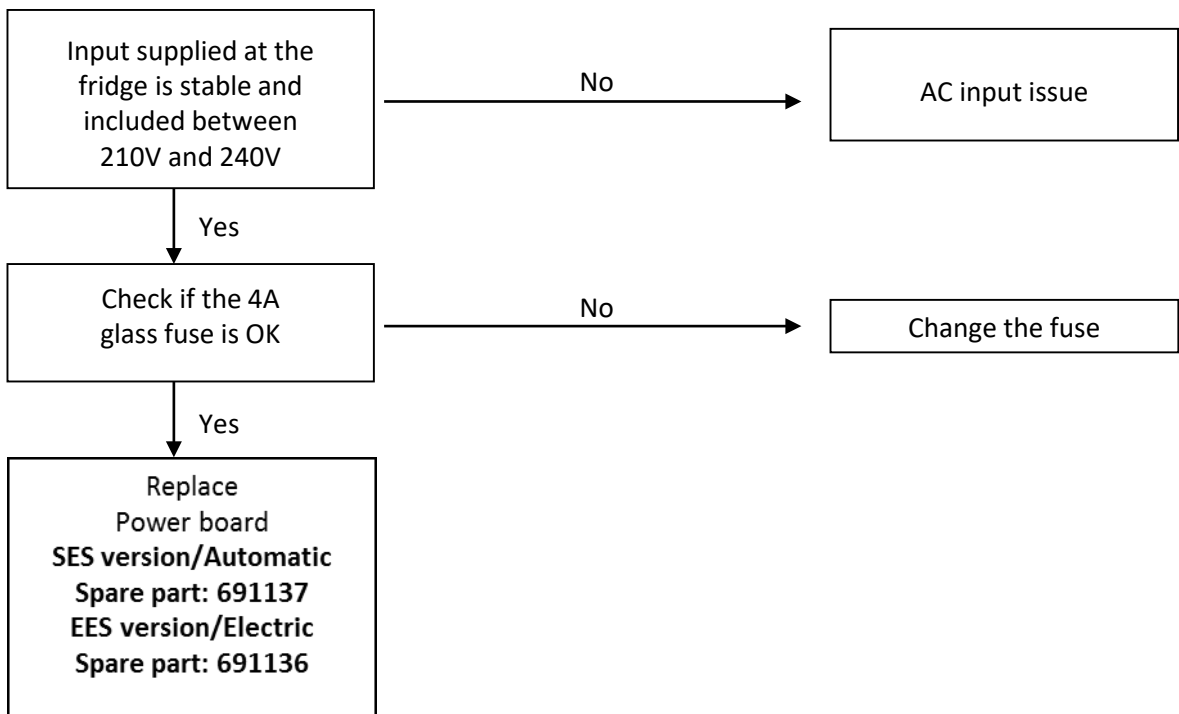 Input supplied at the
fridge is stable and
included between
210V and 240V
No
AC input issue
Yes
Check if the 4A
glass fuse is OK
No
Change the fuse
Yes
Replace
Power board
SES version/Automatic
Spare part: 691137
EES version/Electric
Spare part: 691136